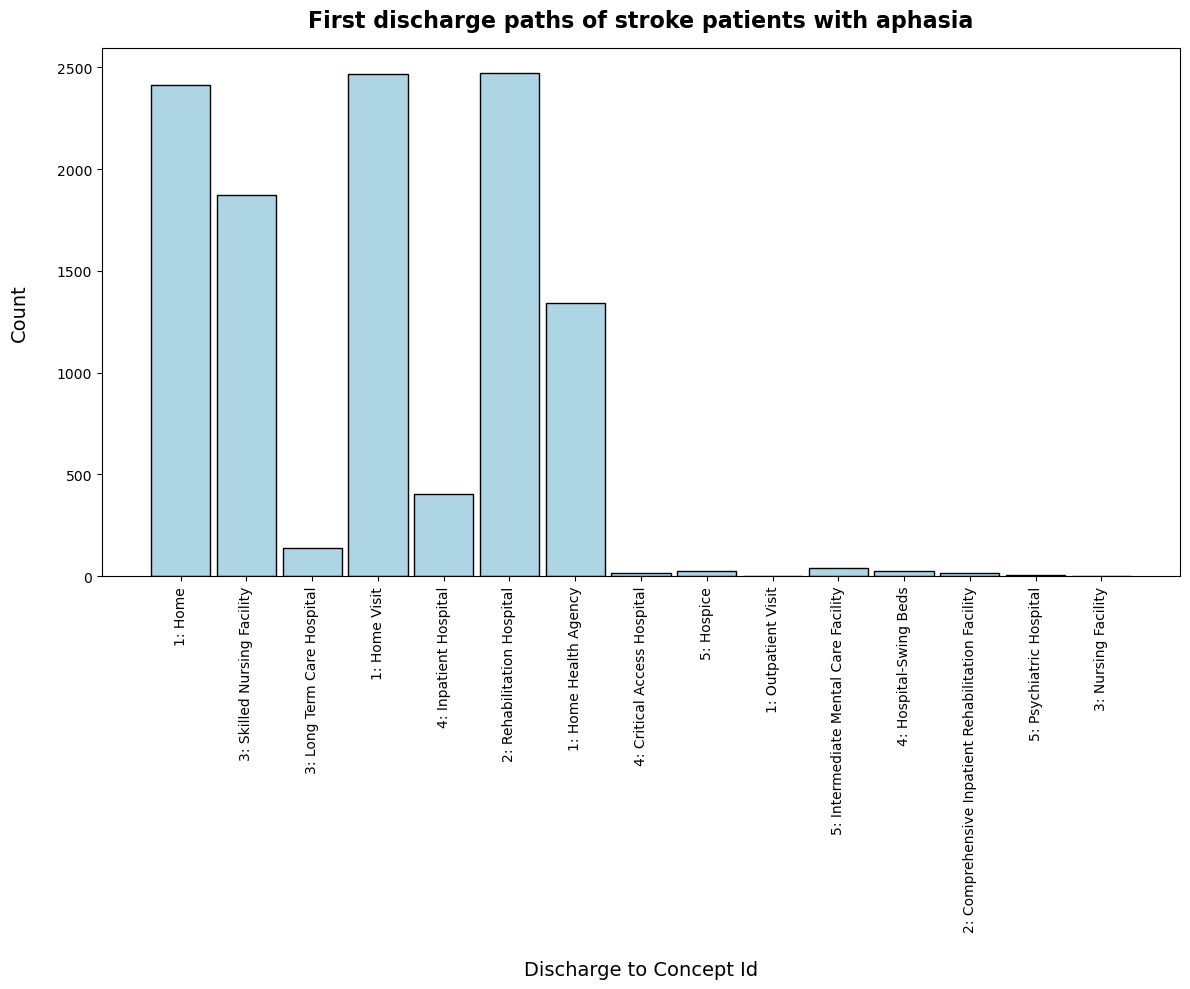 First discharge paths of stroke patients with aphasia
Count
2500
2000
1500
1000
500
0
1: Home
3: Skilled Nursing Facility
3: Long Term Care Hospital
1: Home Visit
4: Inpatient Hospital
2: Rehabilitation Hospital
1: Home Health Agency
4: Critical Access Hospital
5: Hospice
1: Outpatient Visit
5: Intermediate Mental Care Facility
4: Hospital-Swing Beds
2: Comprehensive Inpatient Rehabilitation Facility
5: Psychiatric Hospital
3: Nursing Facility
Discharge to Concept Id